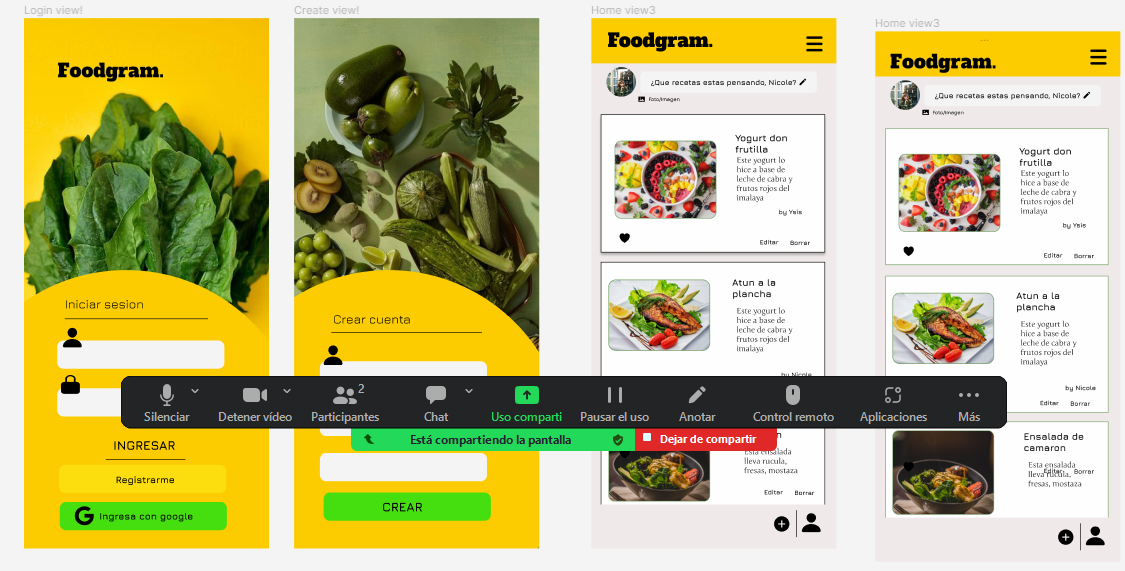 Login view!
Foodgram.
Iniciar sesion
INGRESAR
Registrarme
Ingresa con google
Create view!
Crear cuenta
CREAR
Home view3
Foodgram.
¿Que recetas estas pensando, Nicole?
Foto/Imagen
Yogurt don
frutilla
Este yogurt lo
hice a base de
leche de cabra y
frutos rojos del
imalaya
by Ysis
Editar Borrar
Atun a la
plancha
Este yogurt lo
hice a base de
leche de cabra y
frutos rojos del
imalaya
by Nicole
Esta ensalada
lleva rucula,
fresas, mostaza
Editar Borrar
Home view3
Foodgram.
¿Que recetas estas pensando, Nicole?
Foto/Imagen
Yogurt don
frutilla
Este yogurt lo
hice a base de
leche de cabra y
frutos rojos del
imalaya
by Ysis
Editar Borrar
Atun a la
plancha
Este yogurt lo
hice a base de
leche de cabra y
frutos rojos del
imalaya
by Nicole
Editar Borrar
Ensalada de
camaron
Esta ensalada
lleva rucula,
fresas, mostaza
Editar Borrar
Silenciar
Detener vídeo
2
Participantes
Chat
Uso comparti
Pausar el uso
Anotar
Control remoto
Aplicaciones
Más
Está compartiendo la pantalla
Dejar de compartir